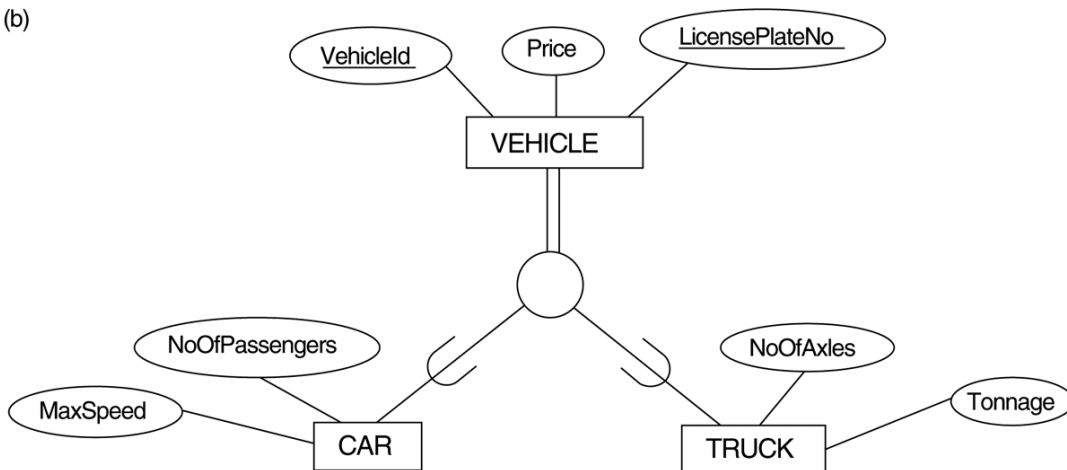 (b)
VehicleId
Price
LicensePlateNo
VEHICLE
NoOfPassengers
NoOfAxles
MaxSpeed
Tonnage
CAR
TRUCK